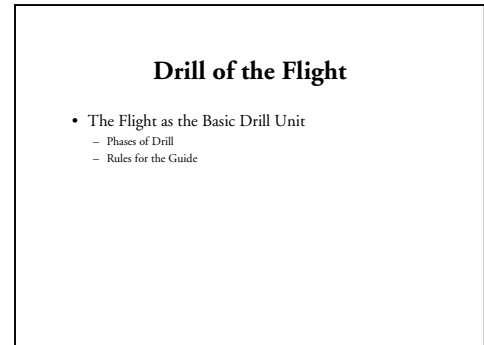 Drill of the Flight
• The Flight as the Basic Drill Unit
– Phases of Drill
– Rules for the Guide